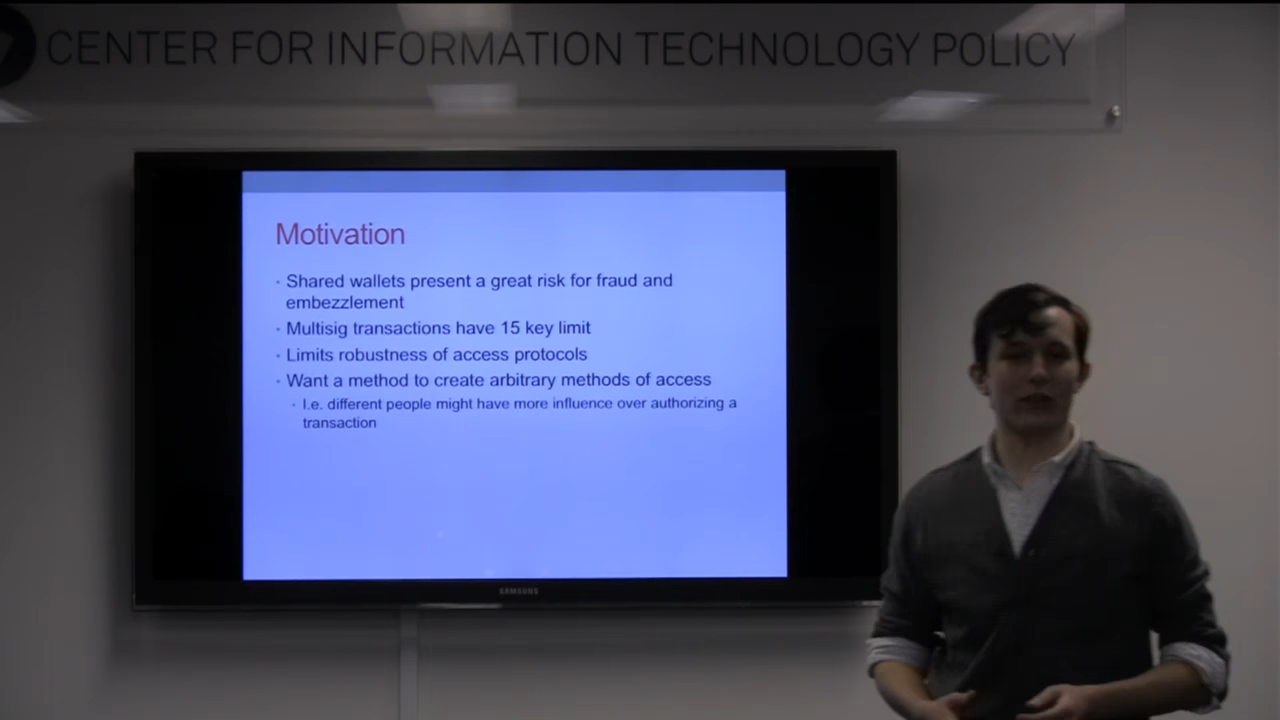 CENTER FOR INFORMATION TECHNOLOGY POLICY
Motivation
· Shared wallets present a great risk for fraud and
embezzlement
· Multisig transactions have 15 key limit
· Limits robustness of access protocols
· Want a method to create arbitrary methods of access
· I.e. different people might have more influence over authorizing a
transaction
SAMSUNG